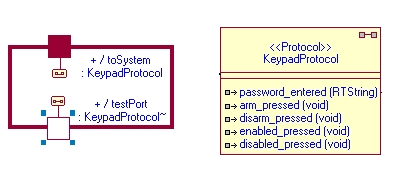 + / toSystem
: KeypadProtocol
+ / testPort
: KeypadProtocol~
<<Protocol>>
KeypadProtocol
password_entered (RTString)
arm_pressed (void)
disarm_pressed (void)
enabled_pressed (void)
disabled_pressed (void)